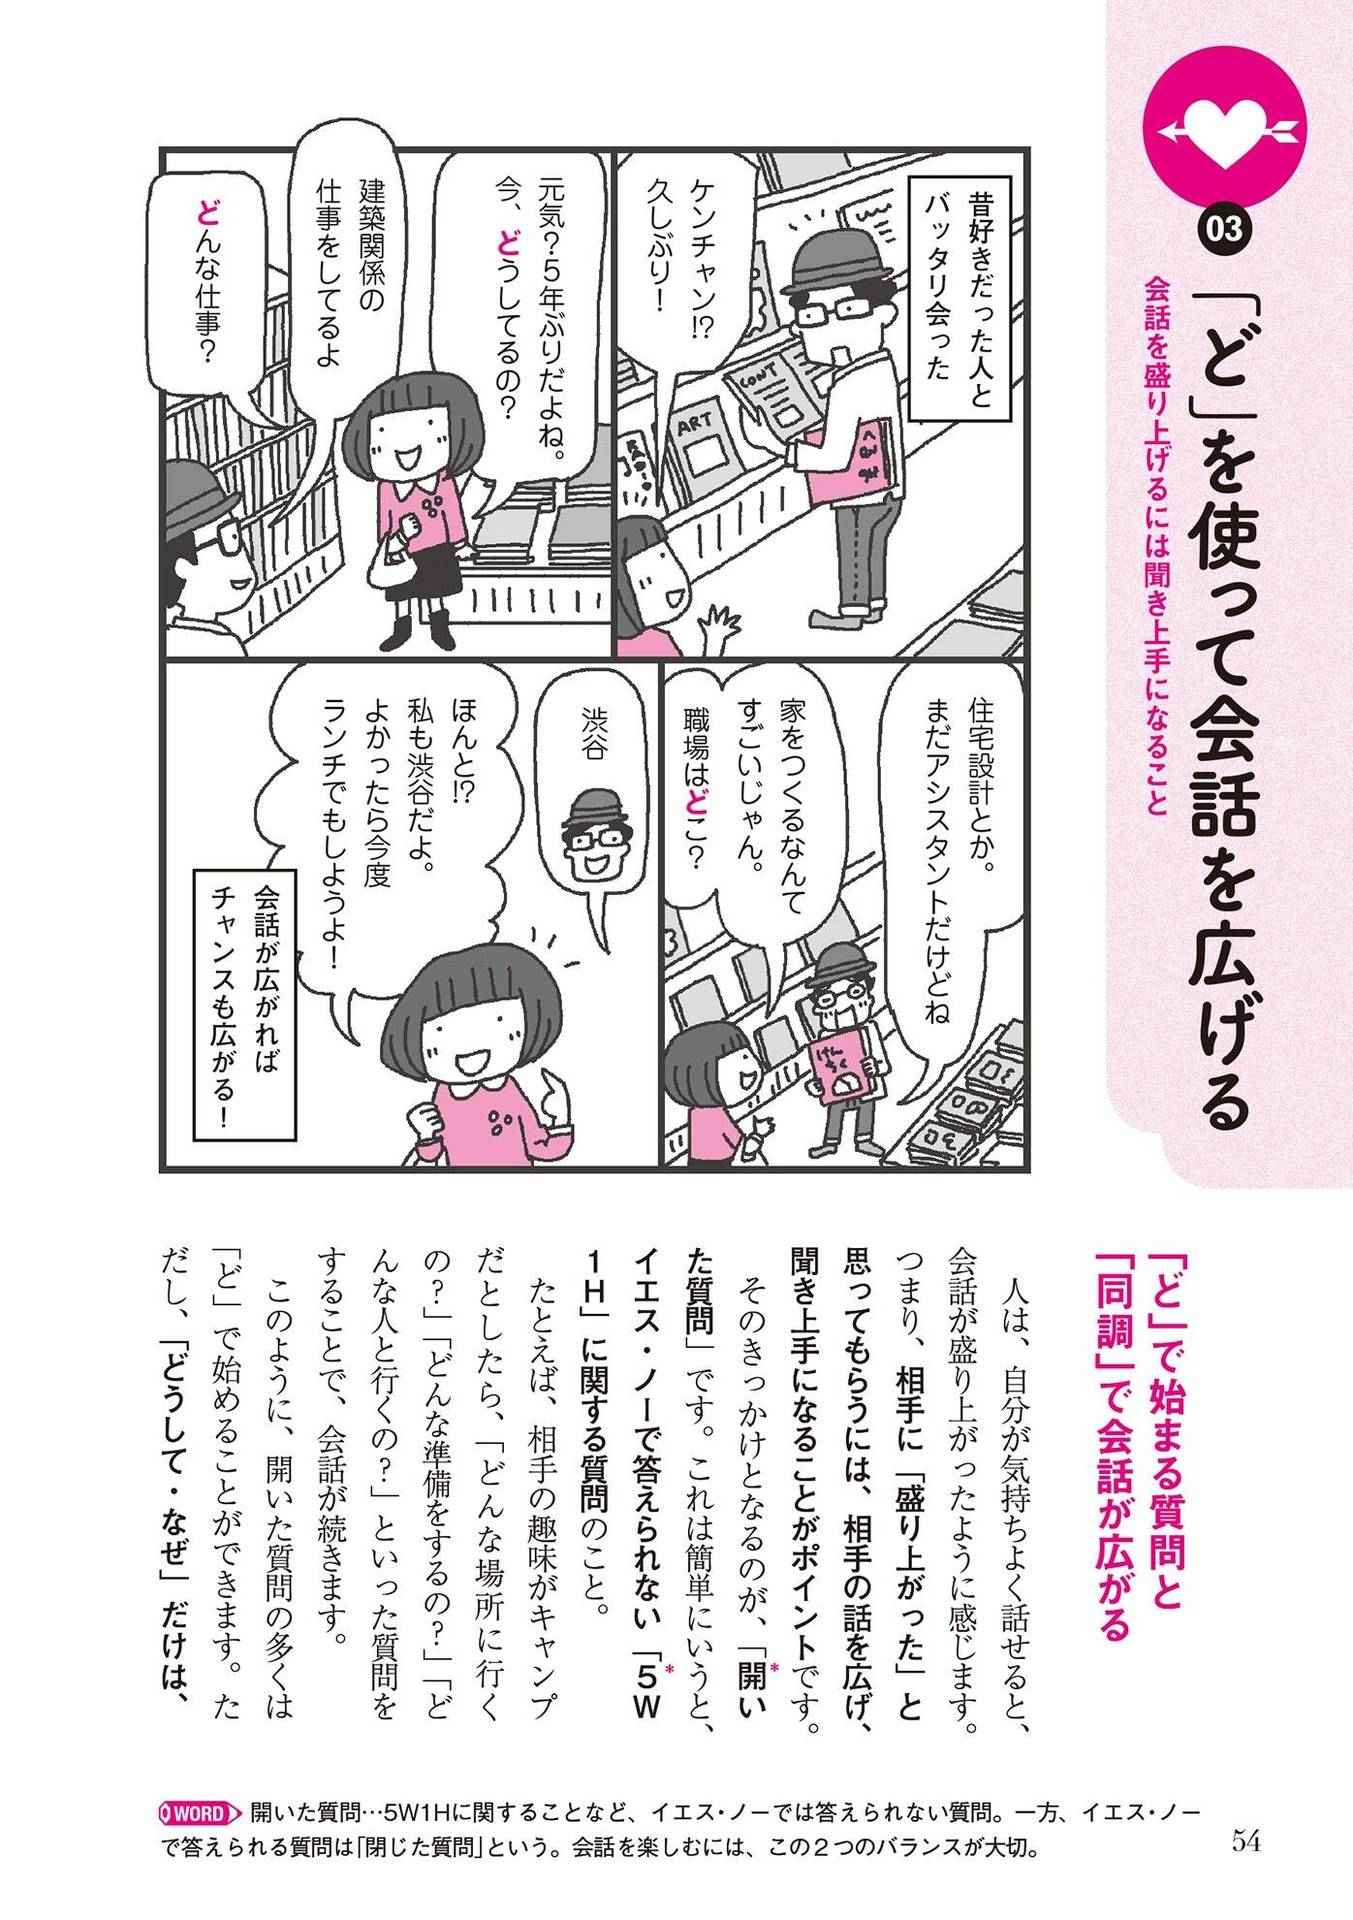 03
「ど」を使って会話を広げる
会話を盛り上げるには聞き上手になること
昔好きだった人と
バッタリ会った
ケンチャン!?
久しぶり！
CONT
ART
元気？5年ぶりだよね。
今、どうしてるの？
建築関係の
仕事をしてるよ
どんな仕事？
住宅設計とか。
まだアシスタントだけどね
家をつくるなんて
すごいじゃん。
職場はどこ？
けん
ちく
渋谷
ほんと!?
私も渋谷だよ。
よかったら今度
ランチでもしようよ！
会話が広がれば
チャンスも広がる！
「ど」で始まる質問と
「同調」で会話が広がる
人は、自分が気持ちよく話せると、
会話が盛り上がったように感じます。
つまり、相手に「盛り上がった」と
思ってもらうには、相手の話を広げ、
聞き上手になることがポイントです。
そのきっかけとなるのが、「開い*
た質問」です。これは簡単にいうと、
イエス・ノーで答えられない「5W*
1H」に関する質問のこと。
たとえば、相手の趣味がキャンプ
だとしたら、「どんな場所に行く
の？」「どんな準備をするの？」「ど
んな人と行くの？」といった質問を
することで、会話が続きます。
このように、開いた質問の多くは
「ど」で始めることができます。た
だし、「どうして・なぜ」だけは、
WORD 開いた質問…5W1Hに関することなど、イエス・ノーでは答えられない質問。一方、イエス・ノー
で答えられる質問は「閉じた質問」という。会話を楽しむには、この2つのバランスが大切。
54